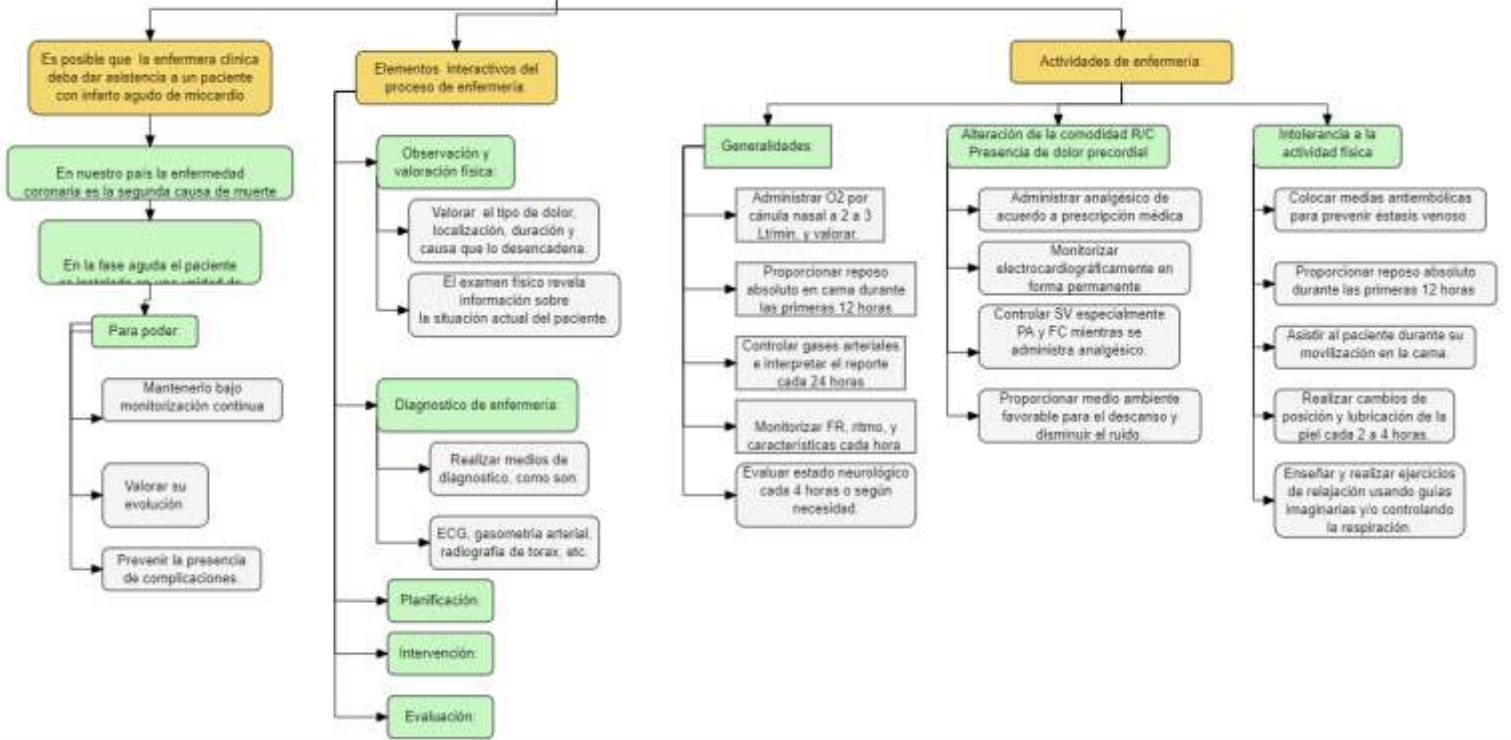 Es posible que la enfermera clínica
deba dar asistencia a un paciente
con infarto agudo de miocardio
En nuestro país la enfermedad
coronaria es la segunda causa de muerte
En la fase aguda el paciente
es instalado en una unidad de
Para poder:
Mantenerlo bajo
monitorización continua
Valorar su
evolución
Prevenir la presencia
de complicaciones.
Elementos interactivos del
proceso de enfermería:
Observación y
valoración física:
Valorar el tipo de dolor,
localización, duración y
causa que lo desencadena.
El examen físico revela
información sobre
la situación actual del paciente.
Diagnostico de enfermería:
Realizar medios de
diagnostico, como son:
ECG, gasometría arterial,
radiografía de torax, etc.
Planificación:
Intervención:
Evaluación:
Actividades de enfermería:
Generalidades:
Administrar O2 por
cánula nasal a 2 a 3
Lt/min, y valorar.
Proporcionar reposo
absoluto en cama durante
las primeras 12 horas
Controlar gases arteriales
e interpretar el reporte
cada 24 horas
Monitorizar FR, ritmo, y
características cada hora
Evaluar estado neurológico
cada 4 horas o según
necesidad.
Alteración de la comodidad R/C
Presencia de dolor precordial
Administrar analgésico de
acuerdo a prescripción médica
Monitorizar
electrocardiográficamente en
forma permanente
Controlar SV especialmente
PA y FC mientras se
administra analgésico.
Proporcionar medio ambiente
favorable para el descanso y
disminuir el ruido.
Intolerancia a la
actividad física
Colocar medias antiembólicas
para prevenir éstasis venoso
Proporcionar reposo absoluto
durante las primeras 12 horas
Asistir al paciente durante su
movilización en la cama.
Realizar cambios de
posición y lubricación de la
piel cada 2 a 4 horas.
Enseñar y realizar ejercicios
de relajación usando guías
imaginarias y/o controlando
la respiración.